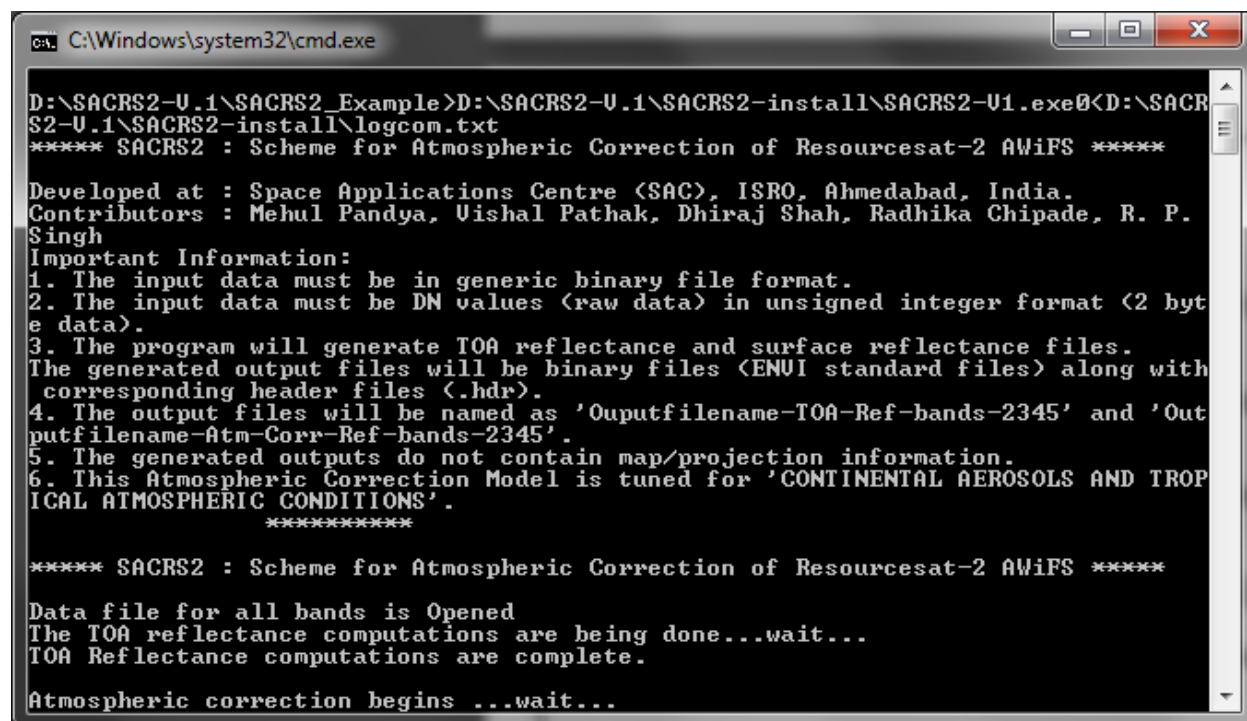 C:\Windows\system32\cmd.exe
D:\SACRS2-V.1\SACRS2_Example>D:\SACRS2-V.1\SACRS2-install\SACRS2-V1.exe0<D:\SACR
S2-V.1\SACRS2-install\logcom.txt
***** SACRS2 : Scheme for Atmospheric Correction of Resourcesat-2 AWiFS *****
Developed at : Space Applications Centre (SAC), ISRO, Ahmedabad, India.
Contributors : Mehul Pandya, Vishal Pathak, Dhiraj Shah, Radhika Chipade, R. P.
Singh
Important Information:
1. The input data must be in generic binary file format.
2. The input data must be DN values (raw data) in unsigned integer format (2 byt
e data).
3. The program will generate TOA reflectance and surface reflectance files.
The generated output files will be binary files (ENVI standard files) along with
corresponding header files (.hdr).
4. The output files will be named as 'Ouputfilename-TOA-Ref-bands-2345' and 'Out
putfilename-Atm-Corr-Ref-bands-2345'.
5. The generated outputs do not contain map/projection information.
6. This Atmospheric Correction Model is tuned for 'CONTINENTAL AEROSOLS AND TROP
ICAL ATMOSPHERIC CONDITIONS'.
**********
***** SACRS2 : Scheme for Atmospheric Correction of Resourcesat-2 AWiFS *****
Data file for all bands is Opened
The TOA reflectance computations are being done...wait...
TOA Reflectance computations are complete.
Atmospheric correction begins ...wait...